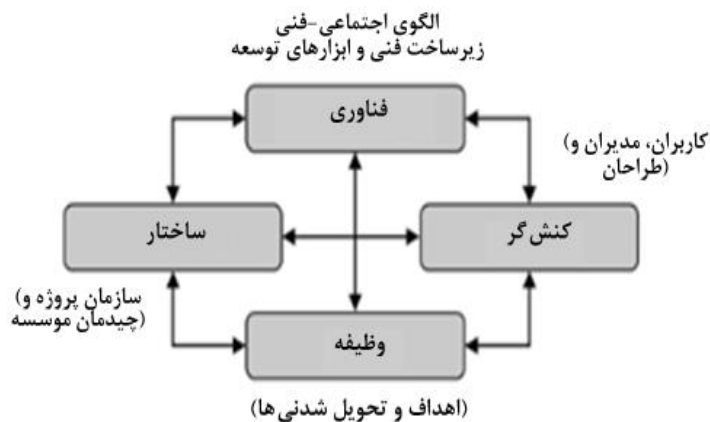 الگوی اجتماعی-فنی
زیرساخت فنی و ابزارهای توسعه
فناوری
کاربران، مدیران و)
(طراحان
ساختار
کنش‌گر
سازمان پروژه و)
(چیدمان موسسه
وظیفه
(اهداف و تحویل شدنی‌ها)